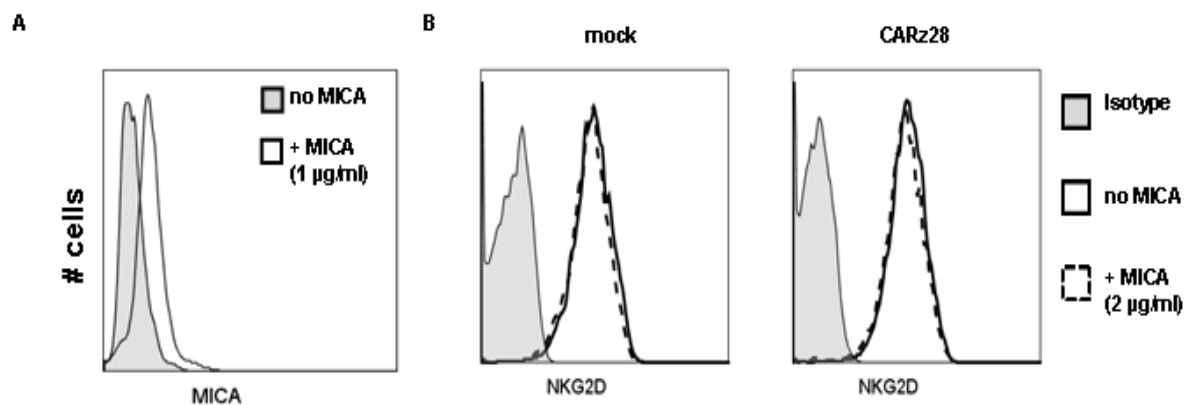 A
B
mock
CARz28
no MICA
+ MICA
(1 µg/ml)
# cells
MICA
NKG2D
NKG2D
Isotype
no MICA
+ MICA
(2 µg/ml)